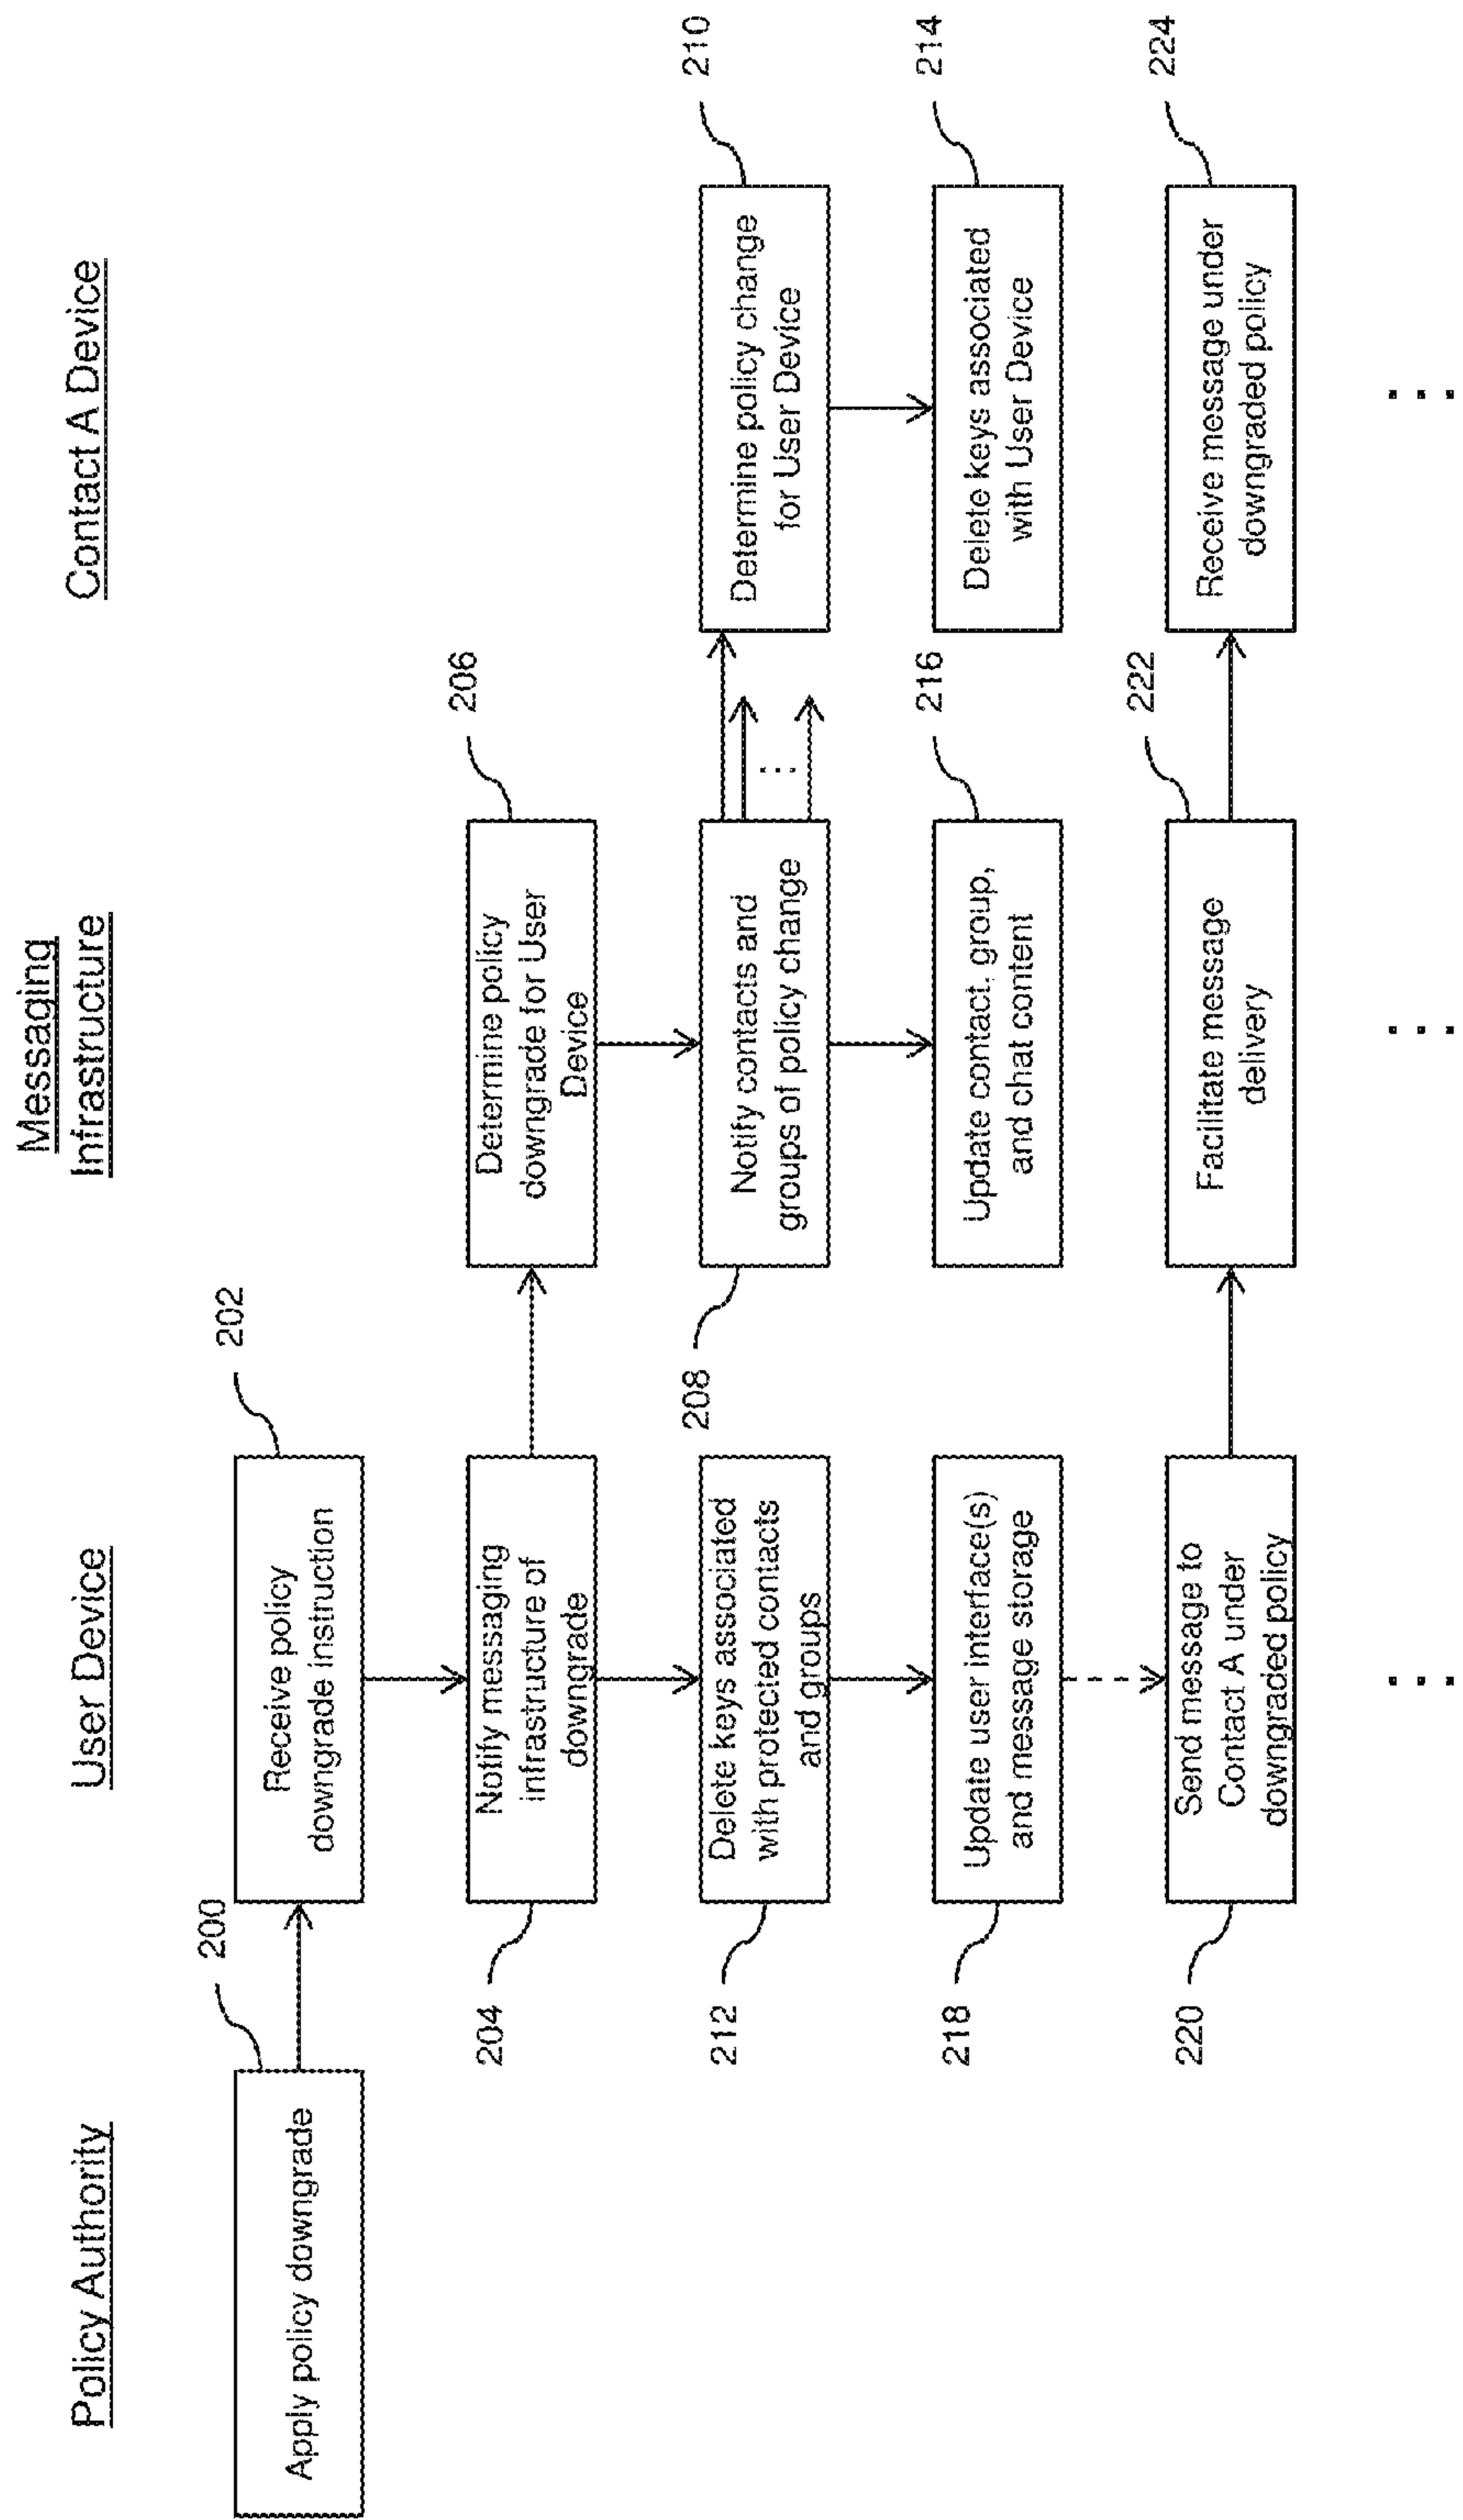 Policy Authority
User Device
Messaging
Infrastructure
Contact A Device
200
Apply policy downgrade
202
Receive policy
downgrade instruction
204
Notify messaging
infrastructure of
downgrade
206
Determine policy
downgrade for User
Device
208
Notify contacts and
groups of policy change
210
Determine policy change
for User Device
212
Delete keys associated
with protected contacts
and groups
214
Delete keys associated
with User Device
216
Update contact, group,
and chat content
218
Update user interface(s)
and message storage
220
Send message to
Contact A under
downgraded policy
222
Facilitate message
delivery
224
Receive message under
downgraded policy